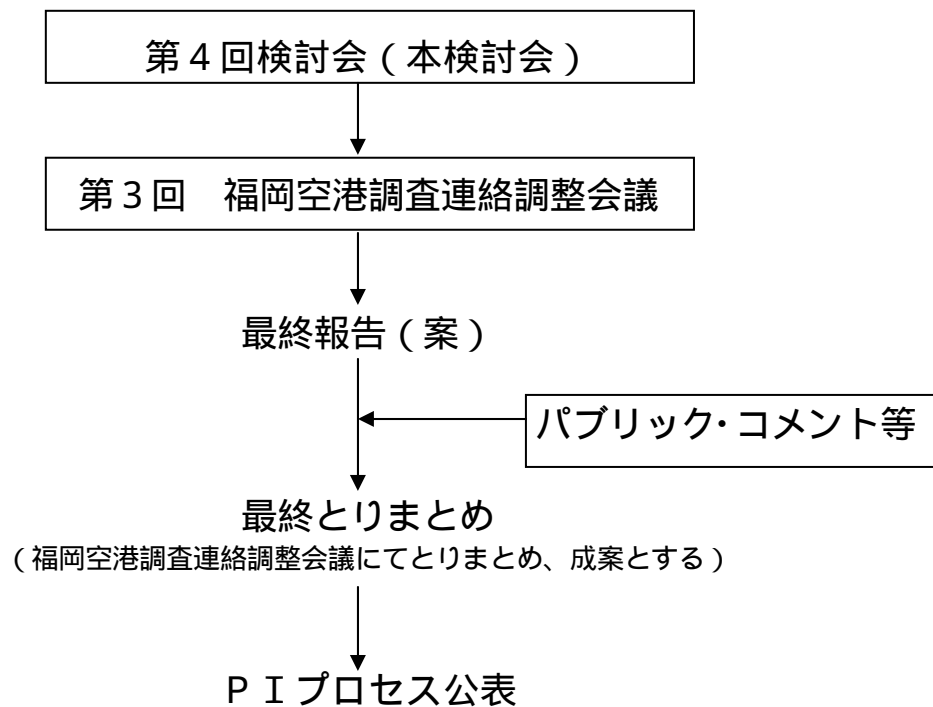 第４回検討会（本検討会）
第３回　福岡空港調査連絡調整会議
最終報告（案）
パブリック・コメント等
最終とりまとめ
（福岡空港調査連絡調整会議にてとりまとめ、成案とする）
ＰＩプロセス公表